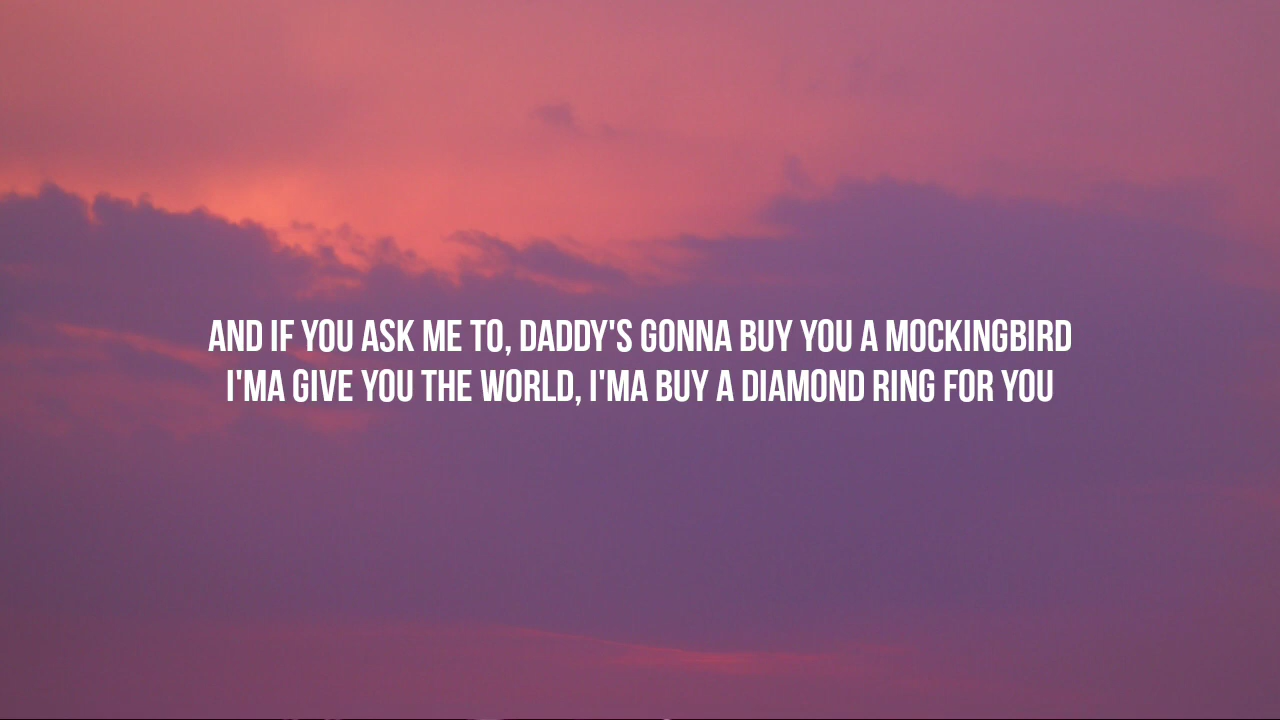 AND IF YOU ASK ME TO, DADDY'S GONNA BUY YOU A MOCKINGBIRD
I'MA GIVE YOU THE WORLD, I'MA BUY A DIAMOND RING FOR YOU